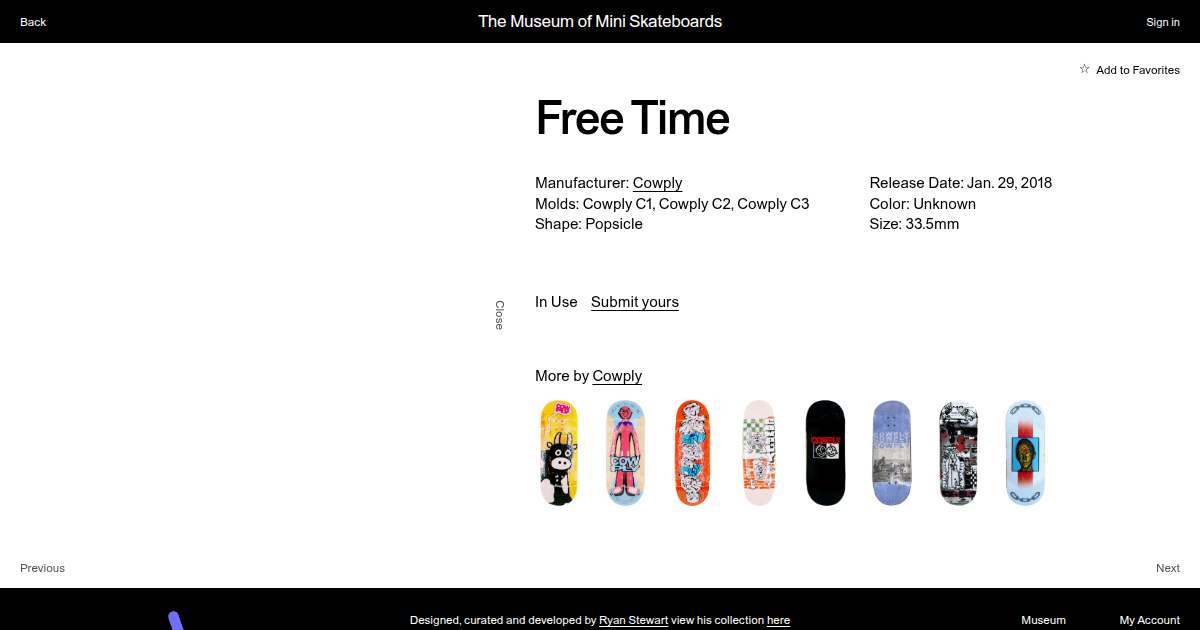 Back
The Museum of Mini Skateboards
Sign in
☆ Add to Favorites
Free Time
Manufacturer: Cowply
Molds: Cowply C1, Cowply C2, Cowply C3
Shape: Popsicle
Release Date: Jan. 29, 2018
Color: Unknown
Size: 33.5mm
Close
In Use Submit yours
More by Cowply
COW
COWPLY
Previous
Next
Designed, curated and developed by Ryan Stewart view his collection here
Museum
My Account